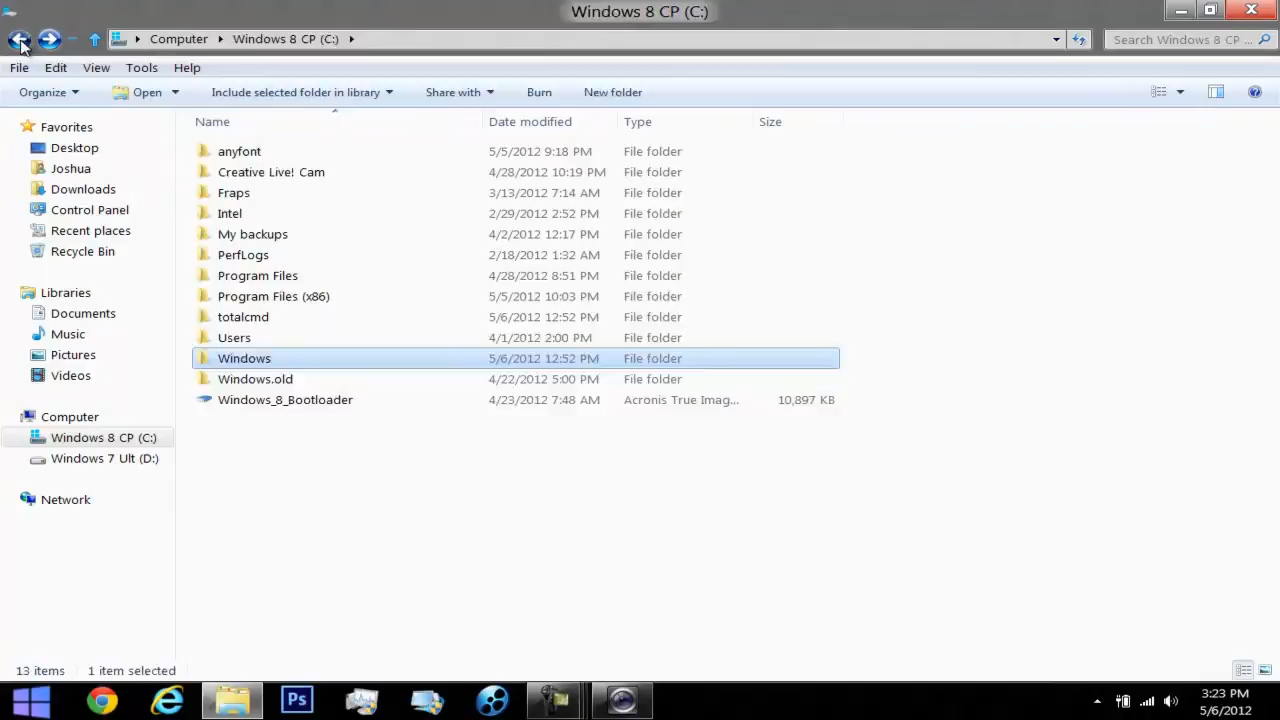 Windows 8 CP (C:)
Computer Windows 8 CP (C:) Search Windows 8 CP ...
File Edit View Tools Help
Organize Open Include selected folder in library Share with Burn New folder
Name Date modified Type Size
Favorites
Desktop
Joshua
Downloads
Control Panel
Recent places
Recycle Bin
Libraries
Documents
Music
Pictures
Videos
Computer
Windows 8 CP (C:)
Windows 7 Ult (D:)
Network
anyfont 5/5/2012 9:18 PM File folder
Creative Live! Cam 4/28/2012 10:19 PM File folder
Fraps 3/13/2012 7:14 AM File folder
Intel 2/29/2012 2:52 PM File folder
My backups 4/2/2012 12:17 PM File folder
PerfLogs 2/18/2012 1:32 AM File folder
Program Files 4/28/2012 8:51 PM File folder
Program Files (x86) 5/5/2012 10:03 PM File folder
totalcmd 5/6/2012 12:52 PM File folder
Users 4/1/2012 2:00 PM File folder
Windows 5/6/2012 12:52 PM File folder
Windows.old 4/22/2012 5:00 PM File folder
Windows_8_Bootloader 4/23/2012 7:48 AM Acronis True Imag... 10,897 KB
13 items 1 item selected
Ps
3:23 PM
5/6/2012